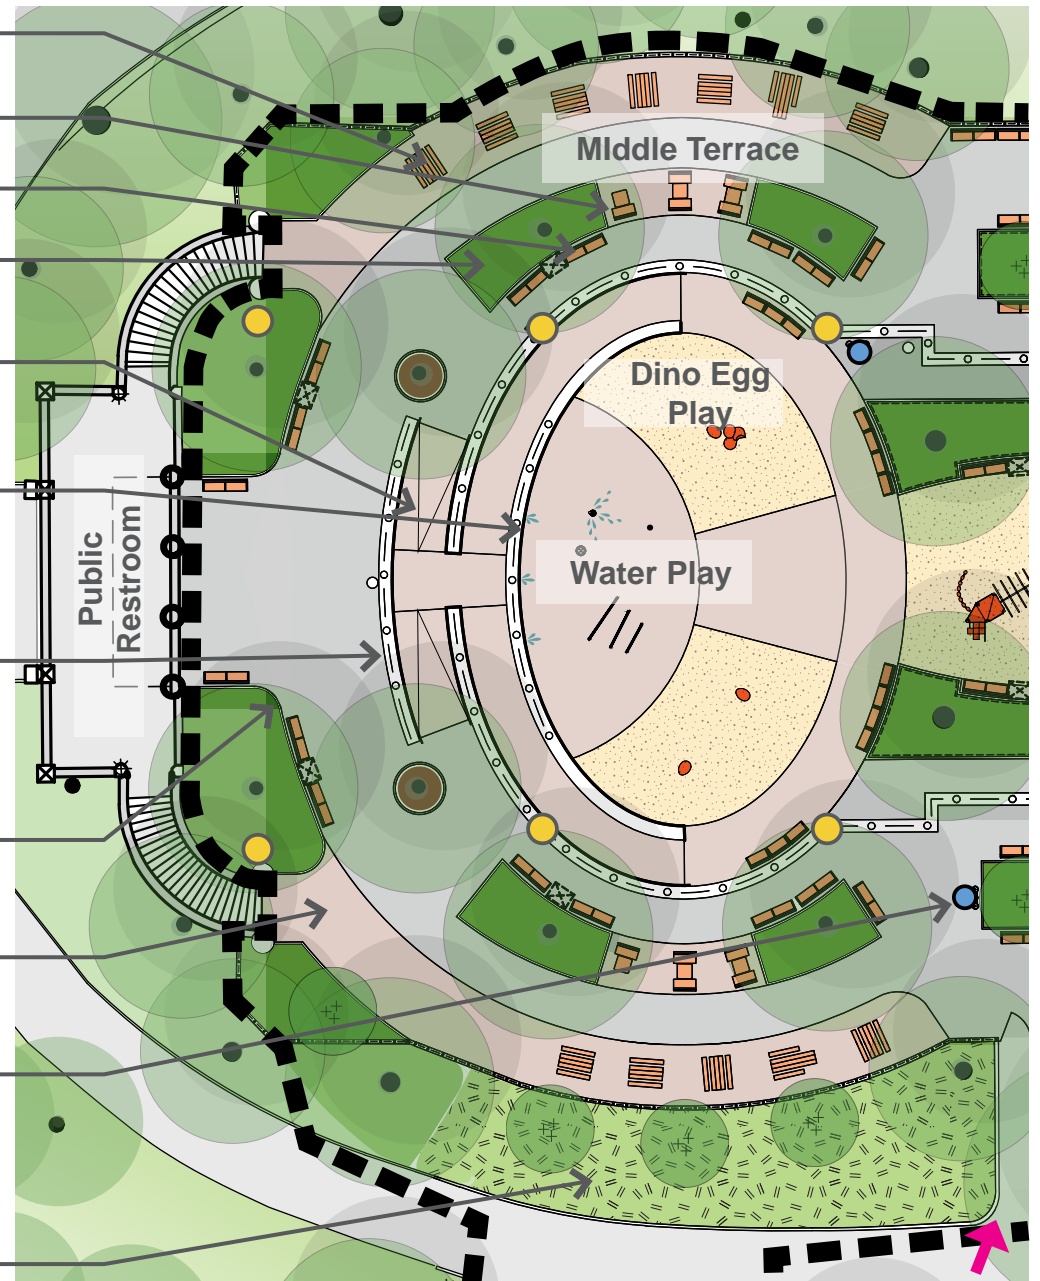 MIddle Terrace
Dino Egg
Play
Water Play
Public
Restroom